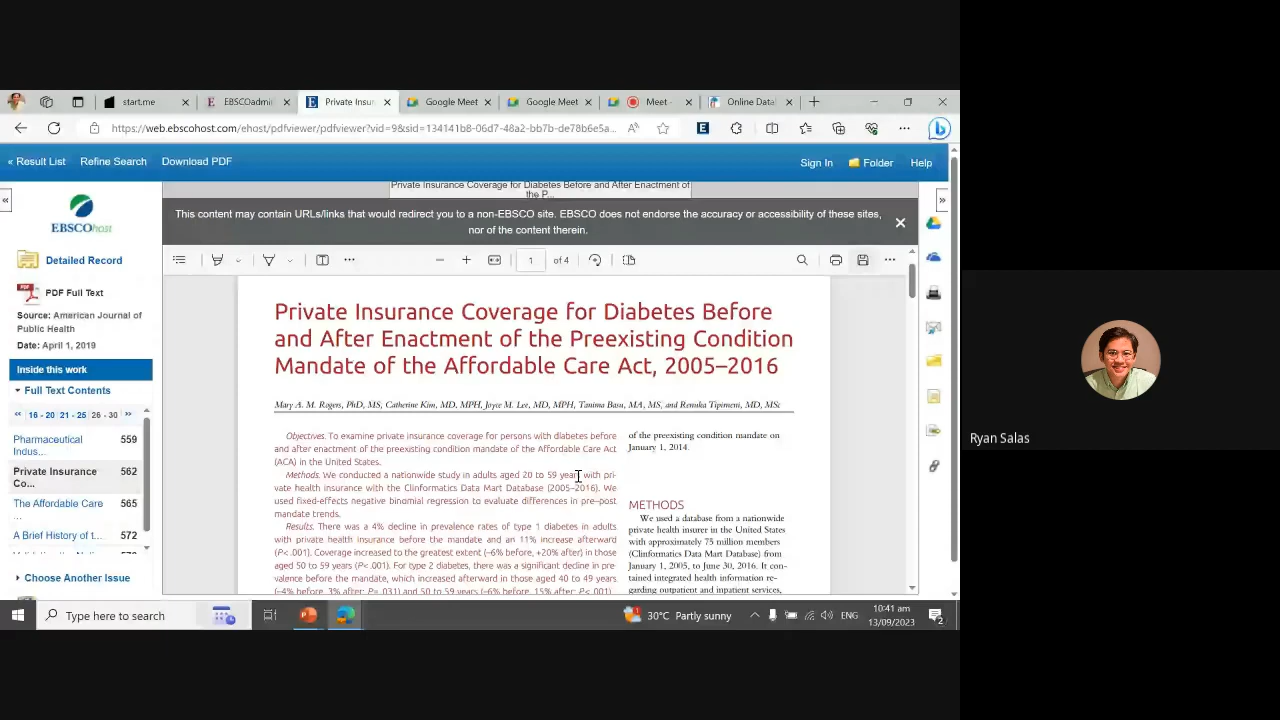 start.me
EBSCOadmin
Private Insur
Google Meet
Google Meet
Meet -
Online Datal
https://web.ebscohost.com/ehost/pdfviewer/pdfviewer?vid=9&sid=134141b8-06d7-48a2-bb7b-de78b6e5a...
« Result List
Refine Search
Download PDF
Sign In
Folder
Help
Private Insurance Coverage for Diabetes Before and After Enactment of
the P...
This content may contain URLs/links that would redirect you to a non-EBSCO site. EBSCO does not endorse the accuracy or accessibility of these sites,
nor of the content therein.
EBSCOhost
Detailed Record
PDF Full Text
Source: American Journal of
Public Health
Date: April 1, 2019
Inside this work
Full Text Contents
« 16 - 20 21 - 25 26 - 30 »
Pharmaceutical
Indus...
559
Private Insurance
Co...
562
The Affordable Care
...
565
A Brief History of t...
572
Choose Another Issue
1 of 4
Private Insurance Coverage for Diabetes Before
and After Enactment of the Preexisting Condition
Mandate of the Affordable Care Act, 2005–2016
Mary A. M. Rogers, PhD, MS, Catherine Kim, MD, MPH, Joyce M. Lee, MD, MPH, Tanima Basu, MA, MS, and Renuka Tipirneni, MD, MSc
Objectives. To examine private insurance coverage for persons with diabetes before
and after enactment of the preexisting condition mandate of the Affordable Care Act
(ACA) in the United States.
Methods. We conducted a nationwide study in adults aged 20 to 59 years with pri-
vate health insurance with the Clinformatics Data Mart Database (2005–2016). We
used fixed-effects negative binomial regression to evaluate differences in pre–post
mandate trends.
Results. There was a 4% decline in prevalence rates of type 1 diabetes in adults
with private health insurance before the mandate and an 11% increase afterward
(P< .001). Coverage increased to the greatest extent (–6% before, +20% after) in those
aged 50 to 59 years (P< .001). For type 2 diabetes, there was a significant decline in pre-
valence before the mandate, which increased afterward in those aged 40 to 49 years
(–4% before, 3% after; P=.031) and 50 to 59 years (–6% before, 15% after; P< .001).
of the preexisting condition mandate on
January 1, 2014.
METHODS
We used a database from a nationwide
private health insurer in the United States
with approximately 75 million members
(Clinformatics Data Mart Database) from
January 1, 2005, to June 30, 2016. It con-
tained integrated health information re-
garding outpatient and inpatient services,
Type here to search
30°C Partly sunny
ENG
10:41 am
13/09/2023
2
Ryan Salas